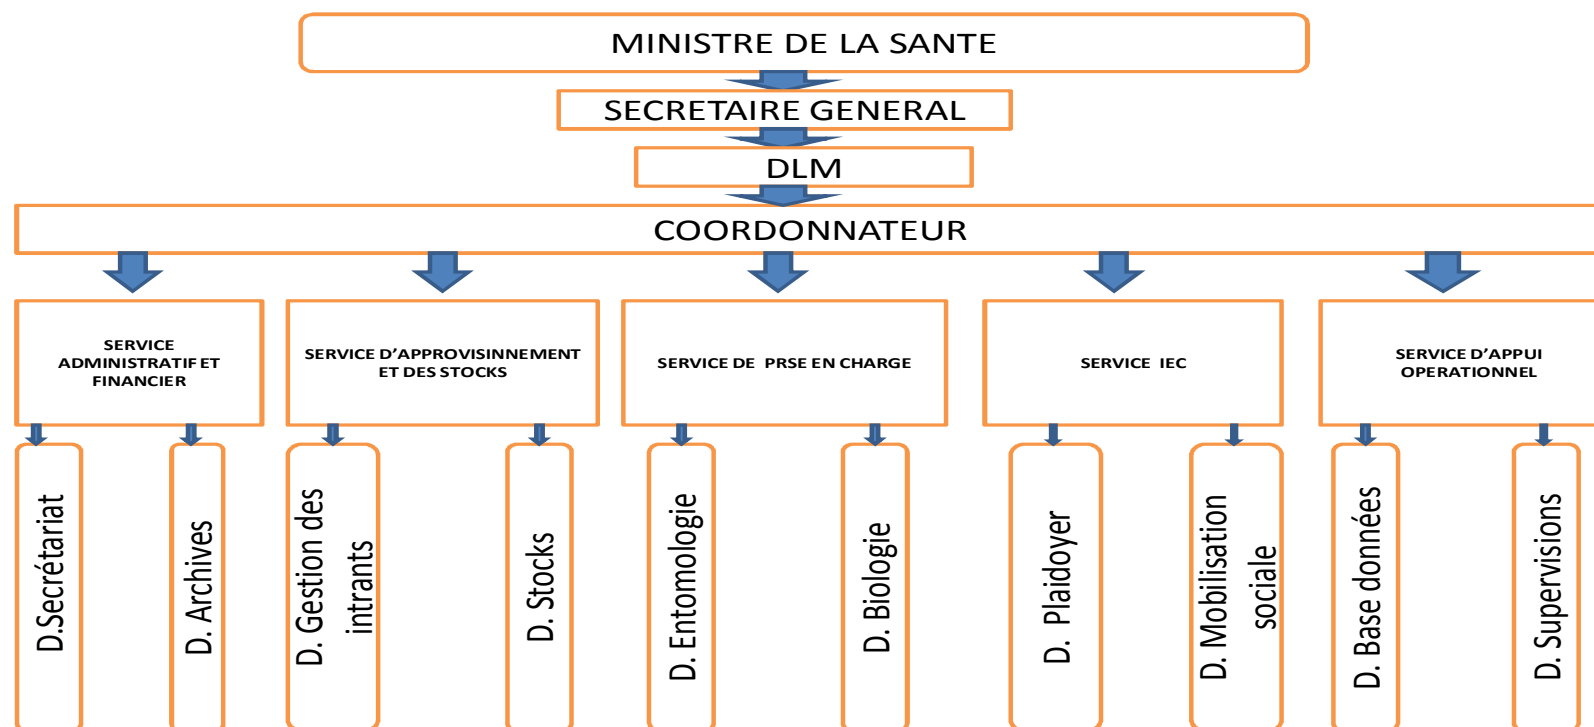 MINISTRE DE LA SANTE
SECRETAIRE GENERAL
DLM
COORDONNATEUR
SERVICE
ADMINISTRATIF ET
FINANCIER
SERVICE D'APPROVISINNEMENT
ET DES STOCKS
SERVICE DE PRSE EN CHARGE
SERVICE IEC
SERVICE D'APPUI
OPERATIONNEL
D.Secrétariat
D. Archives
D. Gestion des
intrants
D. Stocks
D. Entomologie
D. Biologie
D. Plaidoyer
D. Mobilisation
sociale
D. Base données
D. Supervisions